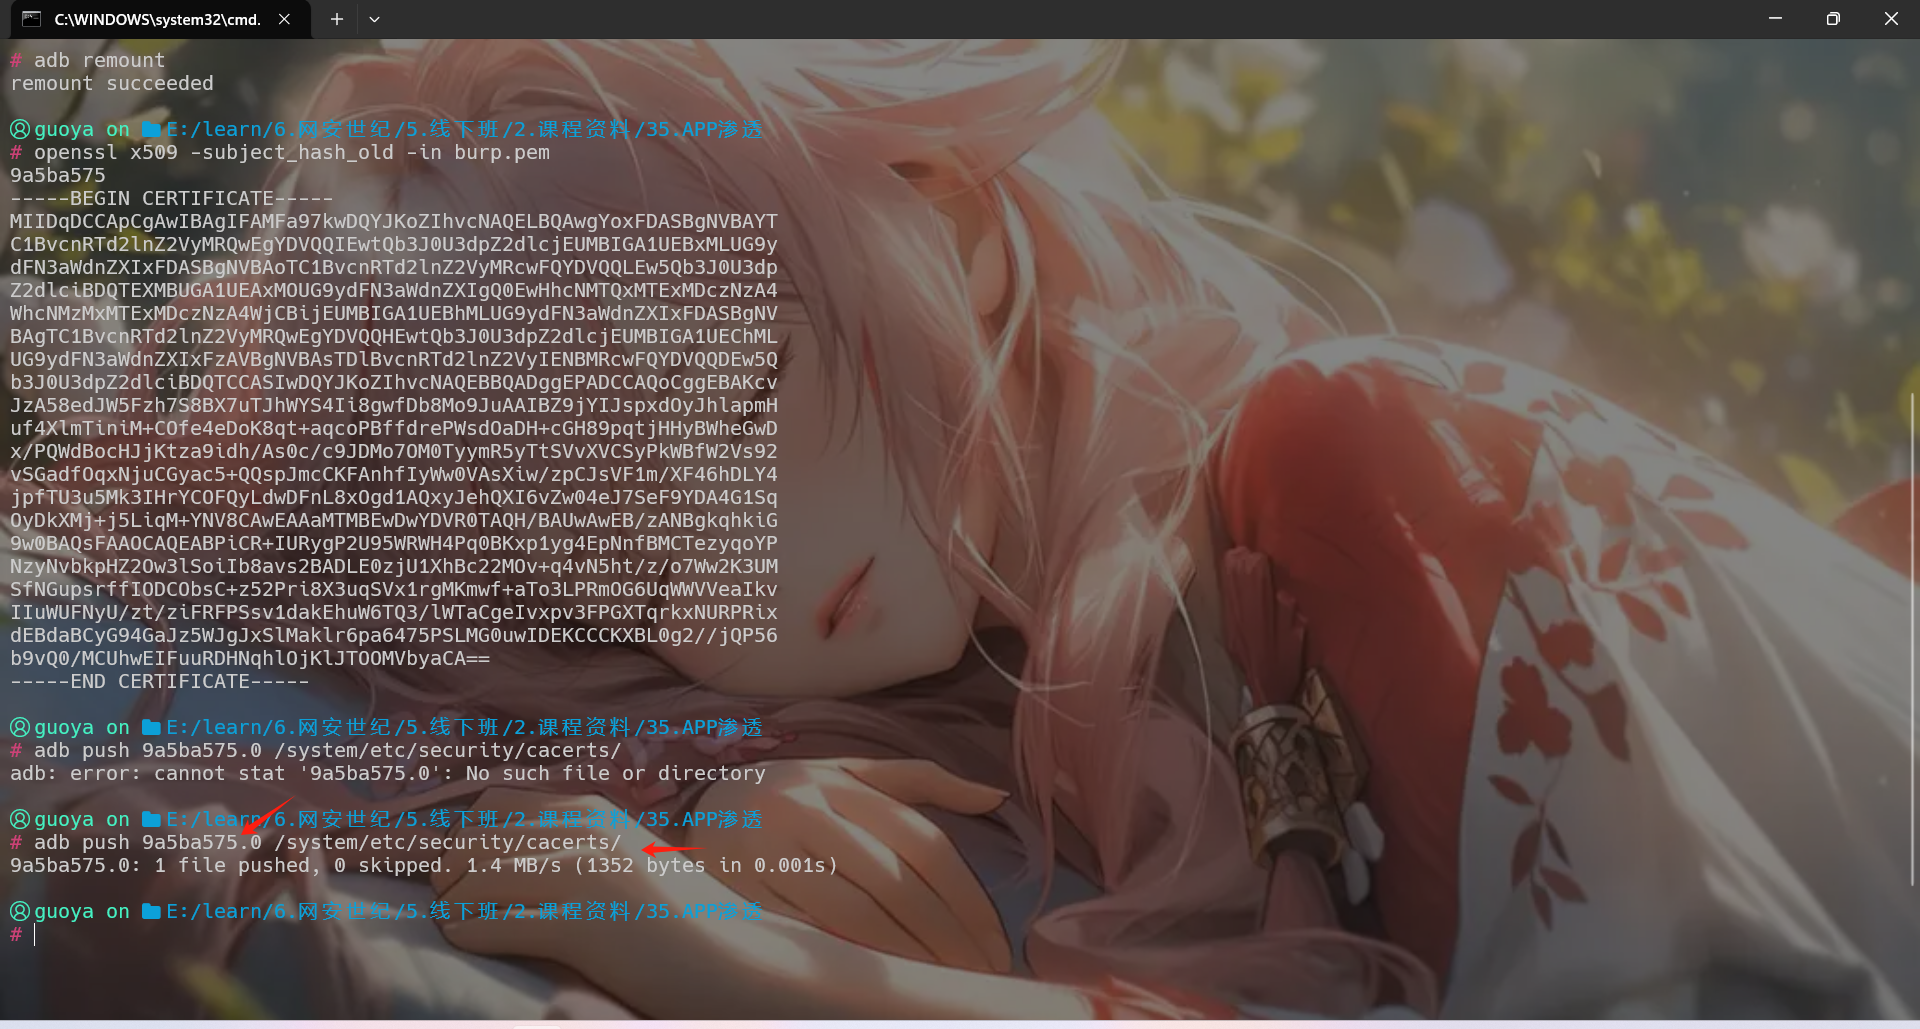 C:\WINDOWS\system32\cmd.
# adb remount
remount succeeded
guoya on E:/learn/6.网安世纪/5.线下班/2.课程资料/35.APP渗透
# openssl x509 -subject_hash_old -in burp.pem
9a5ba575
-----BEGIN CERTIFICATE-----
MIIDqDCCApCgAwIBAgIFAMFa97kwDQYJKoZIhvcNAQELBQAwgYoxFDASBgNVBAYT
C1BvcnRTd2lnZ2VyMRQwEgYDVQQIEwtQb3J0U3dpZ2dlcjEUMBIGA1UEBxMLUG9y
dFN3aWdnZXIxFDASBgNVBAoTC1BvcnRTd2lnZ2VyMRcwFQYDVQQLEw5Qb3J0U3dp
Z2dlciBDQTEXMBUGA1UEAxMOUG9ydFN3aWdnZXIgQ0EwHhcNMTQxMTExMDczNzA4
WhcNMzMxMTExMDczNzA4WjCBijEUMBIGA1UEBhMLUG9ydFN3aWdnZXIxFDASBgNV
BAgTC1BvcnRTd2lnZ2VyMRQwEgYDVQQHEwtQb3J0U3dpZ2dlcjEUMBIGA1UEChML
UG9ydFN3aWdnZXIxFzAVBgNVBAsTDlBvcnRTd2lnZ2VyIENBMRcwFQYDVQQDEw5Q
b3J0U3dpZ2dlciBDQTCCASIwDQYJKoZIhvcNAQEBBQADggEPADCCAQoCggEBAKcv
JzA58edJW5Fzh7S8BX7uTJhWYS4Ii8gwfDb8Mo9JuAAIBZ9jYIJspxdOyJhlapmH
uf4XlmTiniM+COfe4eDoK8qt+aqcoPBffdrePWsdOaDH+cGH89pqtjHHyBWheGwD
x/PQWdBocHJjKtza9idh/As0c/c9JDMo7OM0TyymR5yTtSVvXVCSyPkWBfW2Vs92
vSGadfOqxNjuCGyac5+QQspJmcCKFAnhfIyWw0VAsXiw/zpCJsVF1m/XF46hDLY4
jpfTU3u5Mk3IHrYCOFQyLdwDFnL8xOgd1AQxyJehQXI6vZw04eJ7SeF9YDA4G1Sq
OyDkXMj+j5LiqM+YNV8CAwEAAaMTMBEwDwYDVR0TAQH/BAUwAwEB/zANBgkqhkiG
9w0BAQsFAAOCAQEABPiCR+IURygP2U95WRWH4Pq0BKxp1yg4EpNnfBMCTezyqoYP
NzyNvbkpHZ2Ow3lSoiIb8avs2BADLE0zjU1XhBc22MOv+q4vN5ht/z/o7Ww2K3UM
SfNGupsrffIODCObsC+z52Pri8X3uqSVx1rgMKmwf+aTo3LPRmOG6UqWWVVeaIkv
IIuWUFNyU/zt/ziFRFPSsv1dakEhuW6TQ3/lWTaCgeIvxpv3FPGXTqrkxNURPRix
dEBdaBCyG94GaJz5WJgJxSlMaklr6pa6475PSLMG0uwIDEKCCCKXBL0g2//jQP56
b9vQ0/MCUhwEIFuuRDHNqhlOjKlJTOOMVbyaCA==
-----END CERTIFICATE-----
guoya on E:/learn/6.网安世纪/5.线下班/2.课程资料/35.APP渗透
# adb push 9a5ba575.0 /system/etc/security/cacerts/
adb: error: cannot stat '9a5ba575.0': No such file or directory
guoya on E:/learn/6.网安世纪/5.线下班/2.课程资料/35.APP渗透
# adb push 9a5ba575.0 /system/etc/security/cacerts/
9a5ba575.0: 1 file pushed, 0 skipped. 1.4 MB/s (1352 bytes in 0.001s)
guoya on E:/learn/6.网安世纪/5.线下班/2.课程资料/35.APP渗透
#